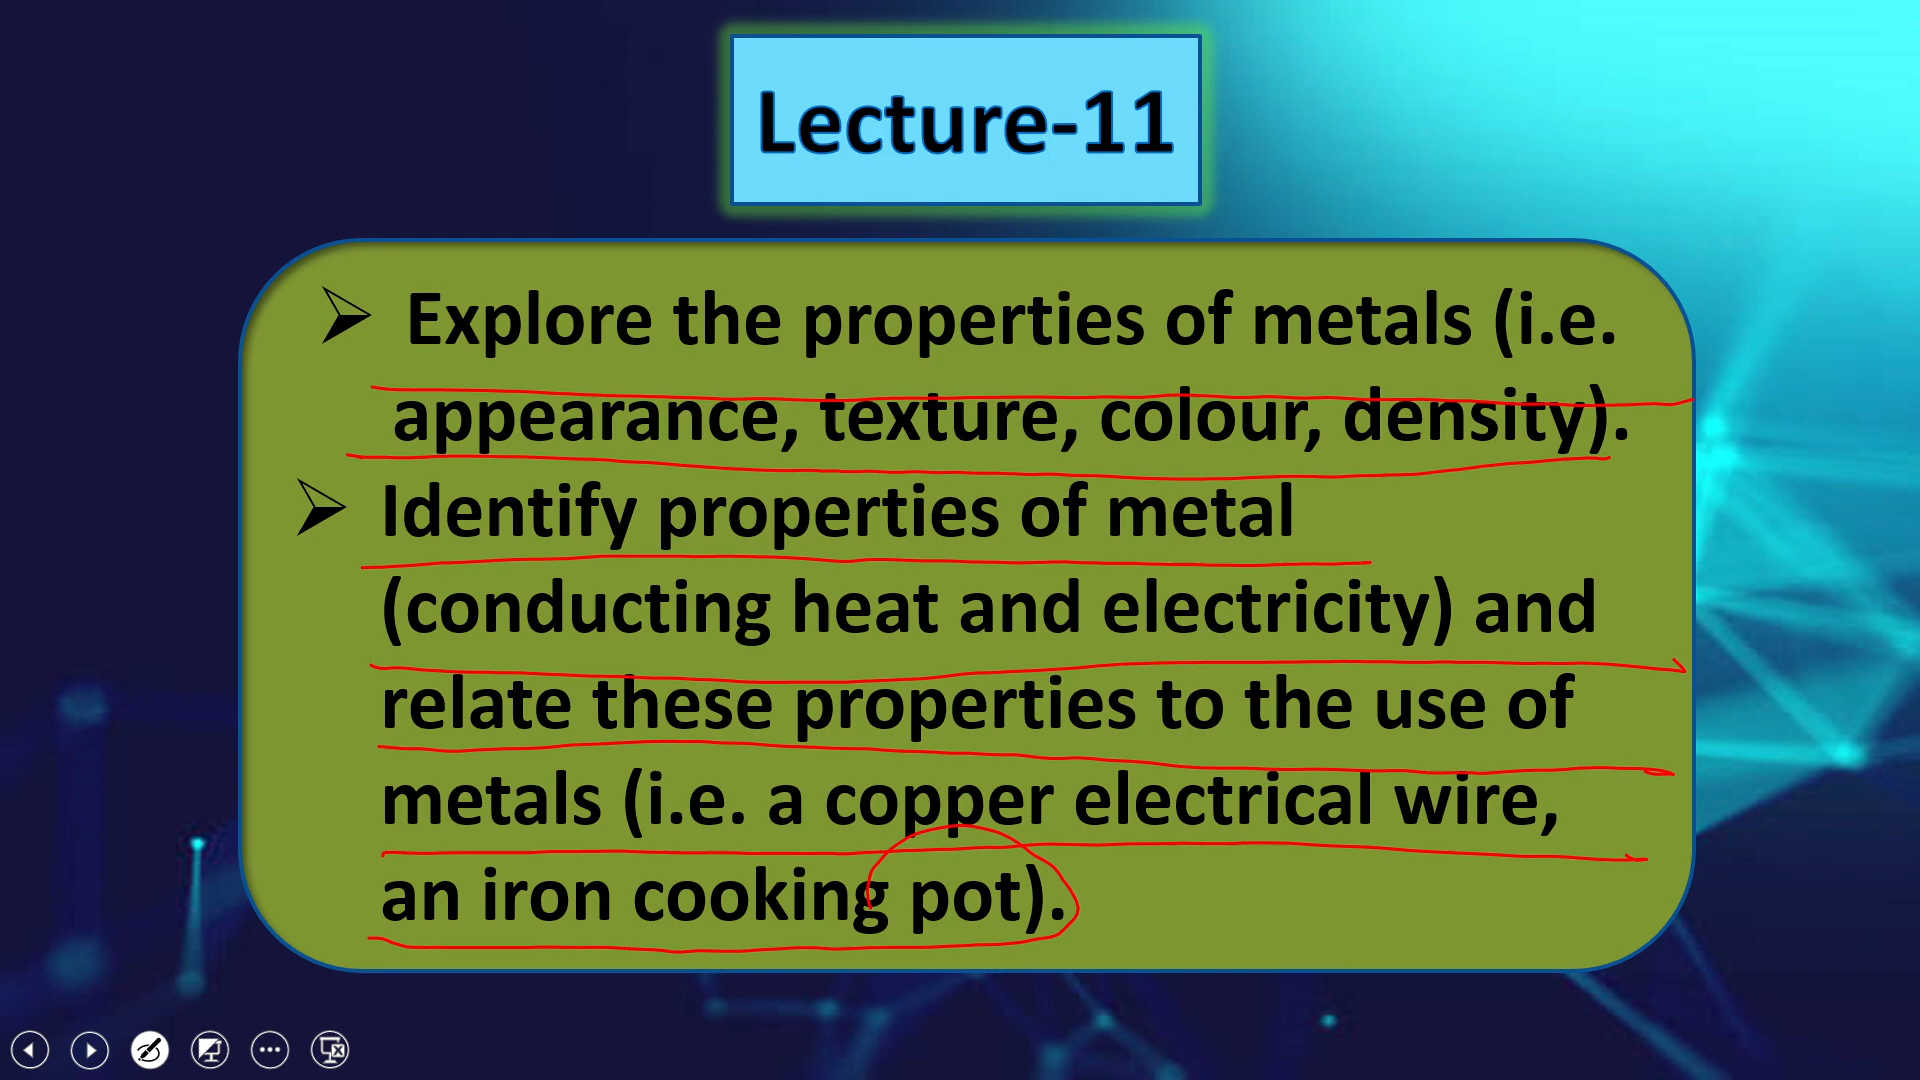 Lecture-11
➢ Explore the properties of metals (i.e.
appearance, texture, colour, density).
➢ Identify properties of metal
(conducting heat and electricity) and
relate these properties to the use of
metals (i.e. a copper electrical wire,
an iron cooking pot).